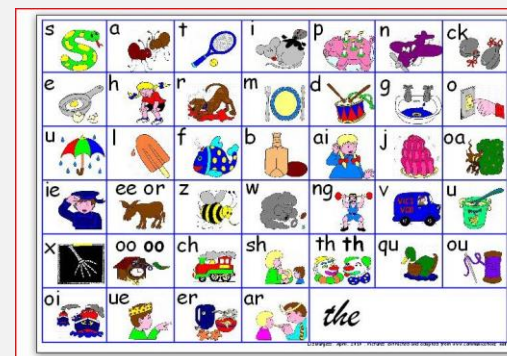 s a t i p n ck
e h r m d g o
u l f b ai j oa
ie ee or z w ng v u
x oo oo ch sh th th qu ou
oi ue er ar the